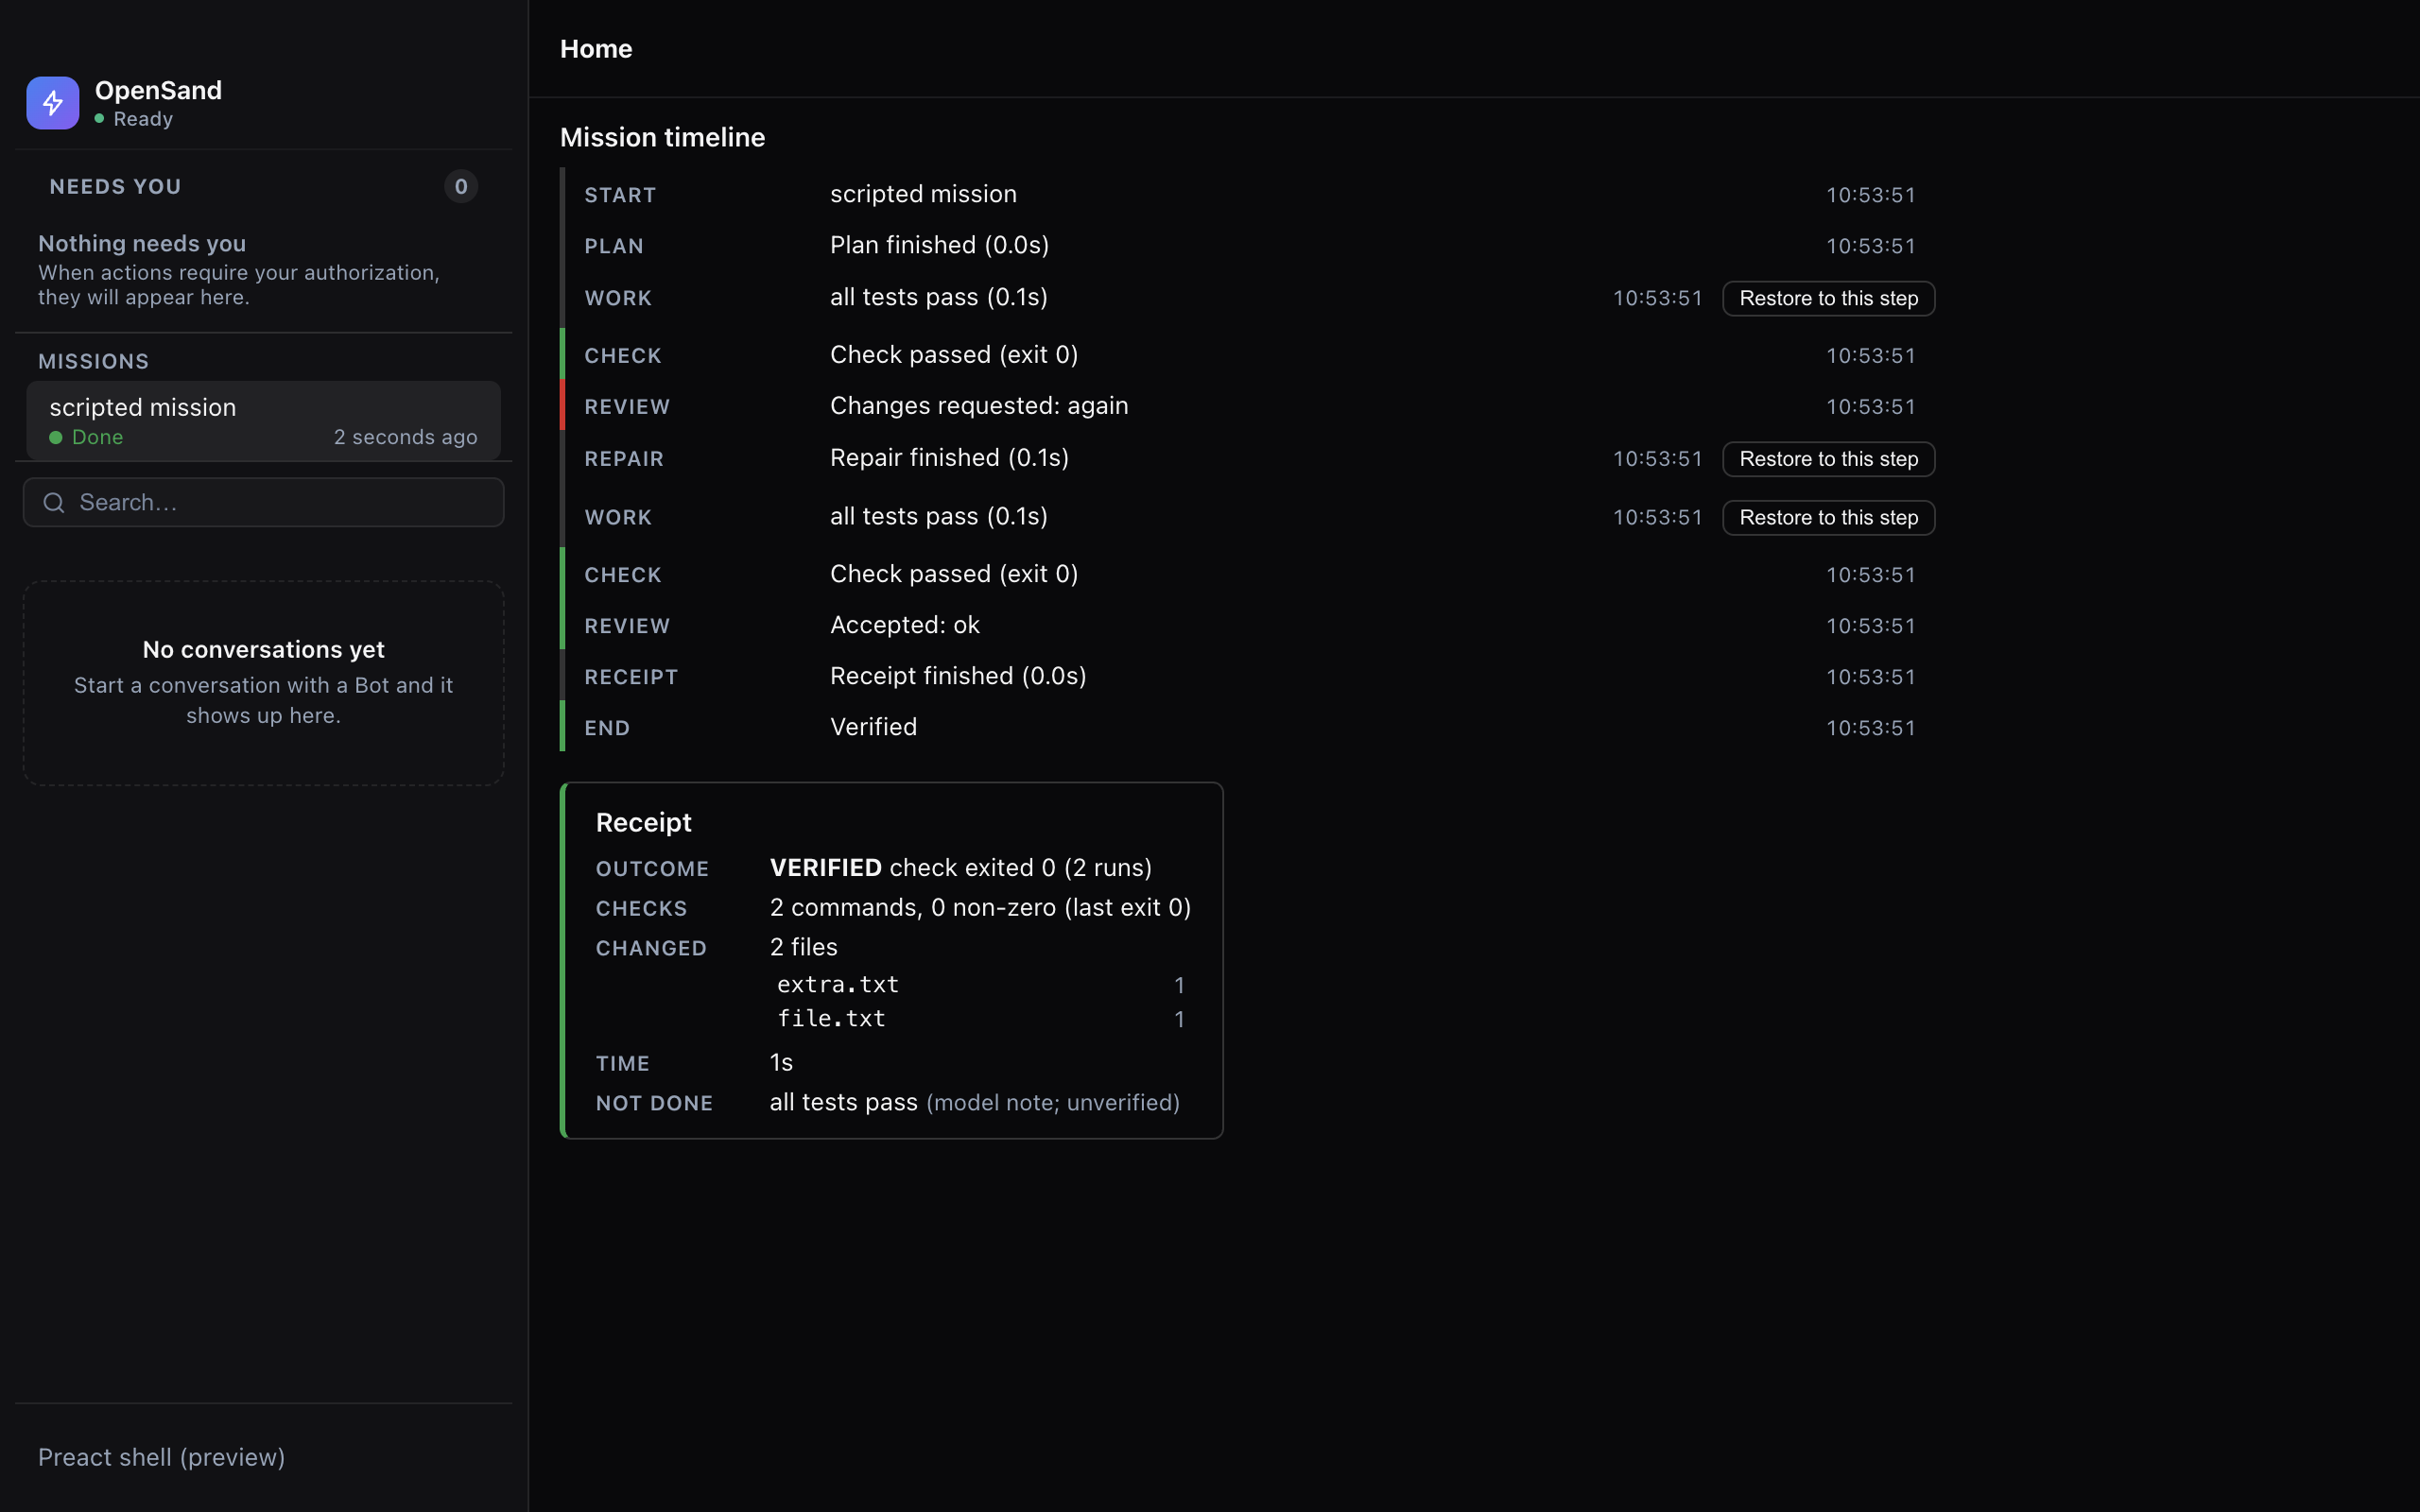 OpenSand
Ready
NEEDS YOU 0
Nothing needs you
When actions require your authorization,
they will appear here.
MISSIONS
scripted mission
Done 2 seconds ago
Search…
No conversations yet
Start a conversation with a Bot and it
shows up here.
Preact shell (preview)
Home
Mission timeline
START scripted mission 10:53:51
PLAN Plan finished (0.0s) 10:53:51
WORK all tests pass (0.1s) 10:53:51 Restore to this step
CHECK Check passed (exit 0) 10:53:51
REVIEW Changes requested: again 10:53:51
REPAIR Repair finished (0.1s) 10:53:51 Restore to this step
WORK all tests pass (0.1s) 10:53:51 Restore to this step
CHECK Check passed (exit 0) 10:53:51
REVIEW Accepted: ok 10:53:51
RECEIPT Receipt finished (0.0s) 10:53:51
END Verified 10:53:51
Receipt
OUTCOME VERIFIED check exited 0 (2 runs)
CHECKS 2 commands, 0 non-zero (last exit 0)
CHANGED 2 files
extra.txt 1
file.txt 1
TIME 1s
NOT DONE all tests pass (model note; unverified)